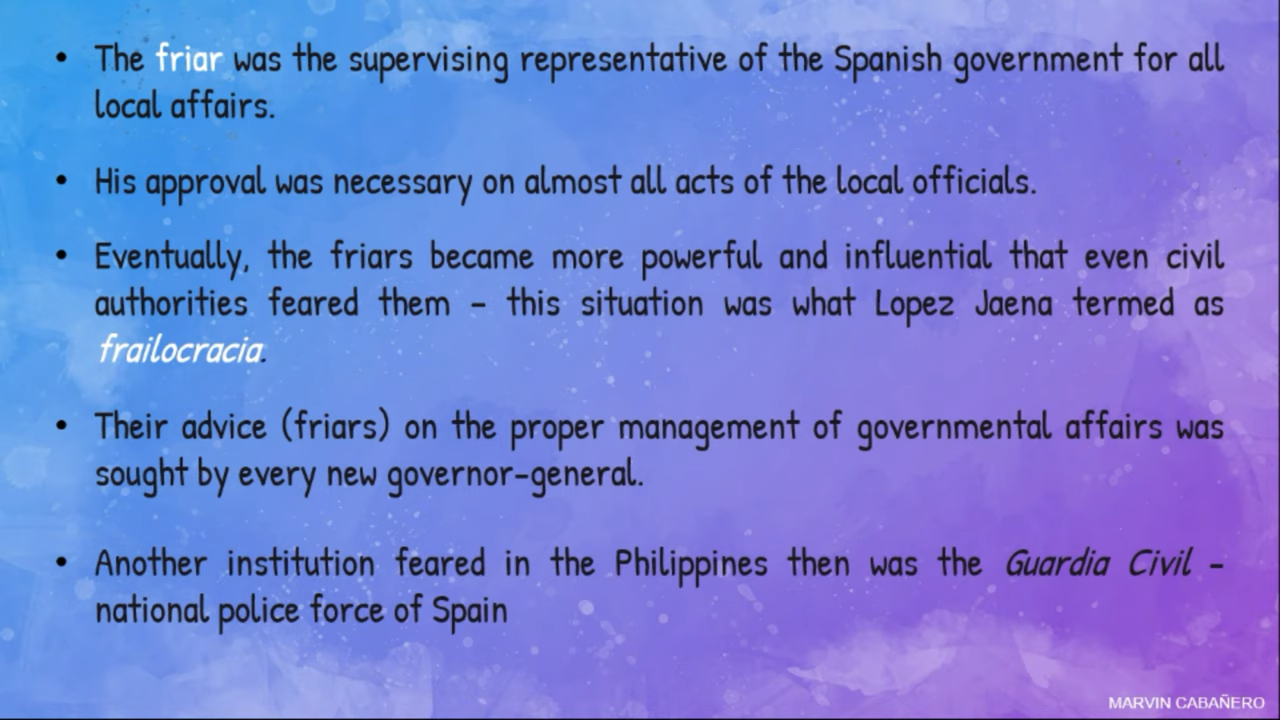 • The friar was the supervising representative of the Spanish government for all
local affairs.
• His approval was necessary on almost all acts of the local officials.
• Eventually, the friars became more powerful and influential that even civil
authorities feared them – this situation was what Lopez Jaena termed as
frailocracia.
• Their advice (friars) on the proper management of governmental affairs was
sought by every new governor-general.
• Another institution feared in the Philippines then was the Guardia Civil –
national police force of Spain
MARVIN CABAÑERO